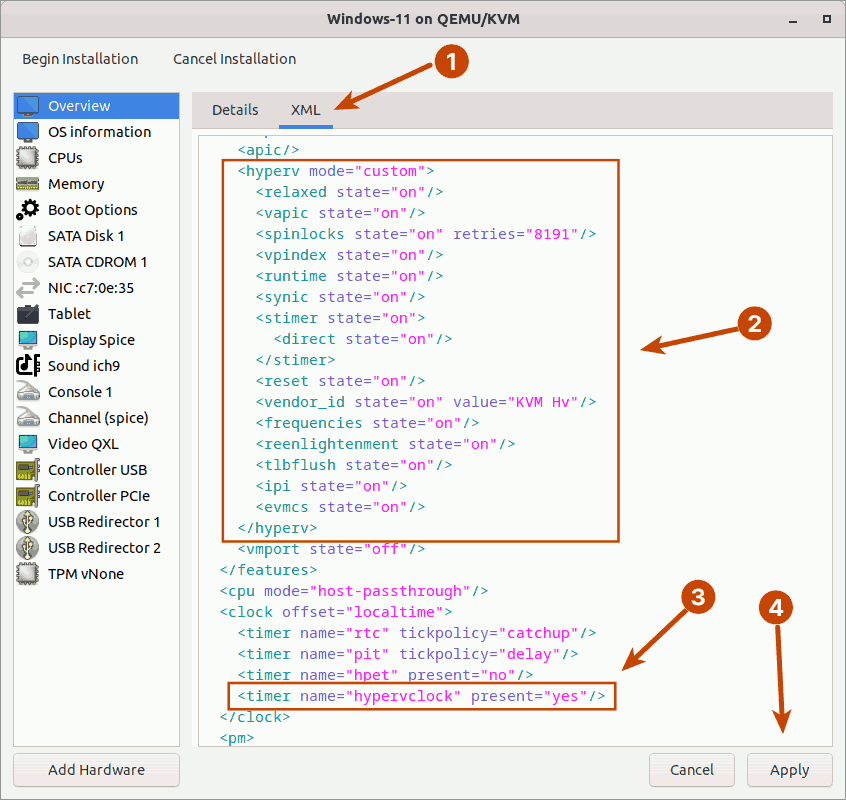 Windows-11 on QEMU/KVM
Begin Installation
Cancel Installation
1
Overview
OS information
CPUs
Memory
Boot Options
SATA Disk 1
SATA CDROM 1
NIC :c7:0e:35
Tablet
Display Spice
Sound ich9
Console 1
Channel (spice)
Video QXL
Controller USB
Controller PCIe
USB Redirector 1
USB Redirector 2
TPM vNone
Add Hardware
Details
XML
<apic/>
<hyperv mode="custom">
<relaxed state="on"/>
<vapic state="on"/>
<spinlocks state="on" retries="8191"/>
<vpindex state="on"/>
<runtime state="on"/>
<synic state="on"/>
<stimer state="on">
<direct state="on"/>
</stimer>
<reset state="on"/>
<vendor_id state="on" value="KVM Hv"/>
<frequencies state="on"/>
<reenlightenment state="on"/>
<tlbflush state="on"/>
<ipi state="on"/>
<evmcs state="on"/>
</hyperv>
<vmport state="off"/>
</features>
<cpu mode="host-passthrough"/>
<clock offset="localtime">
<timer name="rtc" tickpolicy="catchup"/>
<timer name="pit" tickpolicy="delay"/>
<timer name="hpet" present="no"/>
<timer name="hypervclock" present="yes"/>
</clock>
<pm>
2
3
4
Cancel
Apply